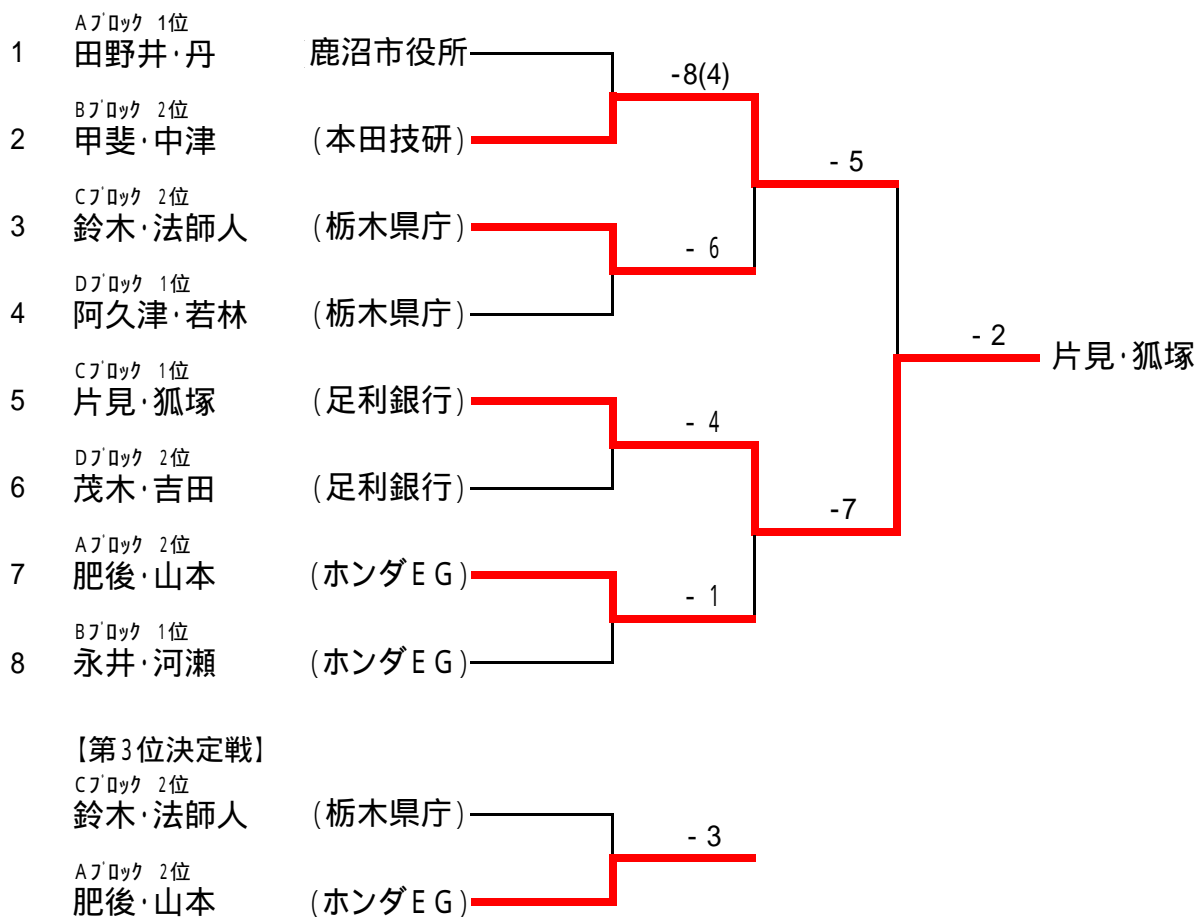 Aブロック 1位
1 田野井・丹 鹿沼市役所
-8(4)
Bブロック 2位
2 甲斐・中津 (本田技研)
- 5
Cブロック 2位
3 鈴木・法師人 (栃木県庁)
- 6
Dブロック 1位
4 阿久津・若林 (栃木県庁)
- 2 片見・狐塚
Cブロック 1位
5 片見・狐塚 (足利銀行)
- 4
Dブロック 2位
6 茂木・吉田 (足利銀行)
-7
Aブロック 2位
7 肥後・山本 (ホンダEG)
- 1
Bブロック 1位
8 永井・河瀬 (ホンダEG)
【第3位決定戦】
Cブロック 2位
鈴木・法師人 (栃木県庁)
- 3
Aブロック 2位
肥後・山本 (ホンダEG)